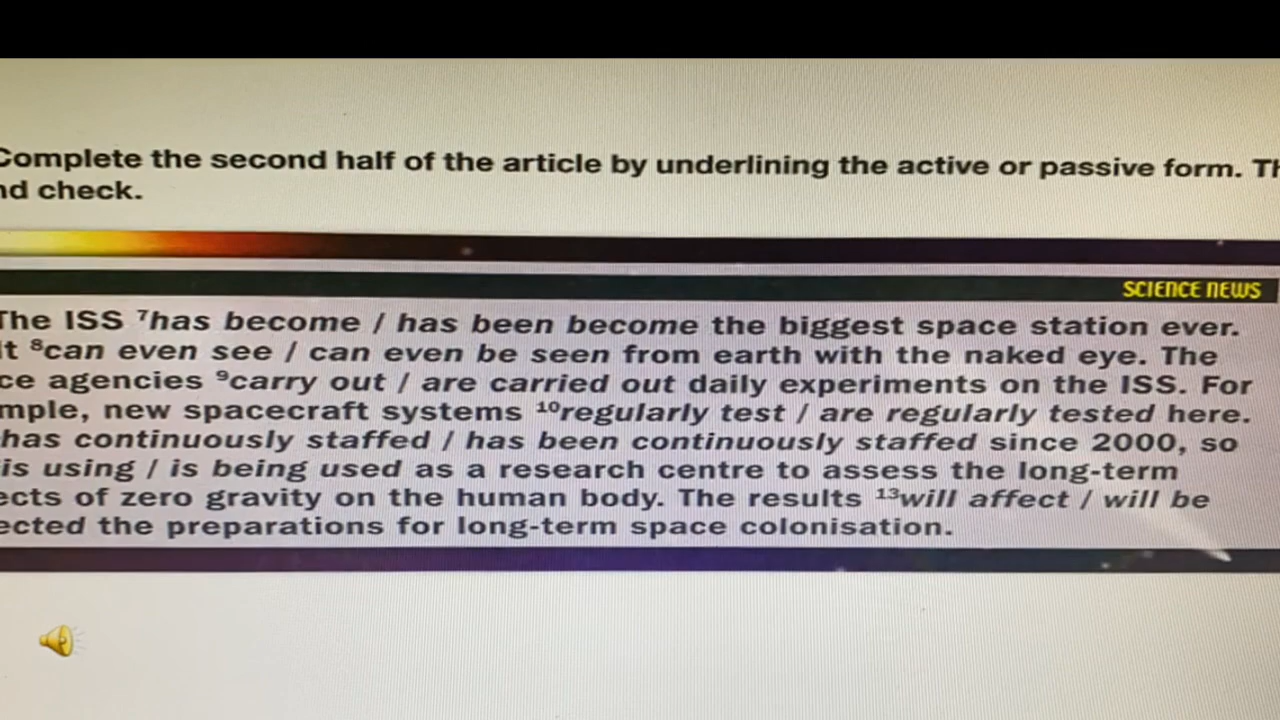 Complete the second half of the article by underlining the active or passive form. Th
nd check.
SCIENCE NEWS
The ISS ⁷has become / has been become the biggest space station ever.
It ⁸can even see / can even be seen from earth with the naked eye. The
ce agencies ⁹carry out / are carried out daily experiments on the ISS. For
mple, new spacecraft systems ¹⁰regularly test / are regularly tested here.
has continuously staffed / has been continuously staffed since 2000, so
is using / is being used as a research centre to assess the long-term
ects of zero gravity on the human body. The results ¹³will affect / will be
ected the preparations for long-term space colonisation.